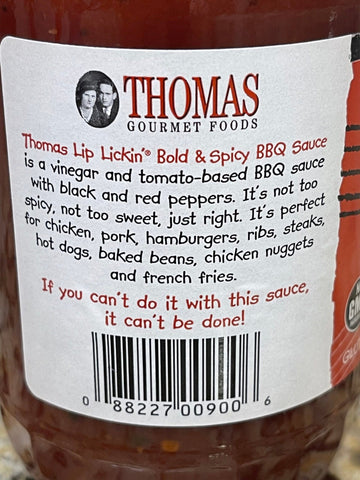 THOMAS
GOURMET FOODS
Thomas Lip Lickin'® Bold & Spicy BBQ Sauce
is a vinegar and tomato-based BBQ sauce
with black and red peppers. It's not too
spicy, not too sweet, just right. It's perfect
for chicken, pork, hamburgers, ribs, steaks,
hot dogs, baked beans, chicken nuggets
and french fries.
If you can't do it with this sauce,
it can't be done!
0 88227 00900 6